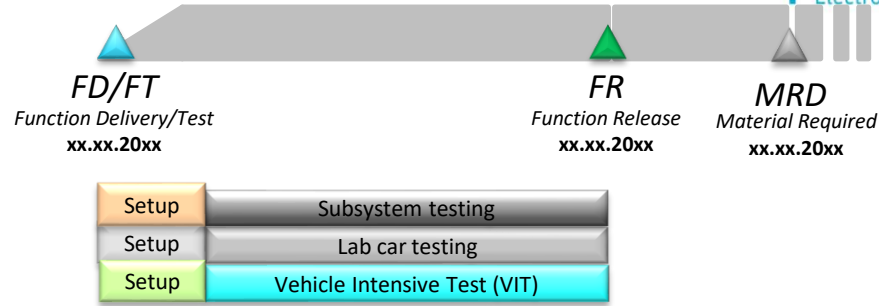 Electro
FD/FT
Function Delivery/Test
xx.xx.20xx
FR
Function Release
xx.xx.20xx
MRD
Material Required
xx.xx.20xx
Setup Subsystem testing
Setup Lab car testing
Setup Vehicle Intensive Test (VIT)